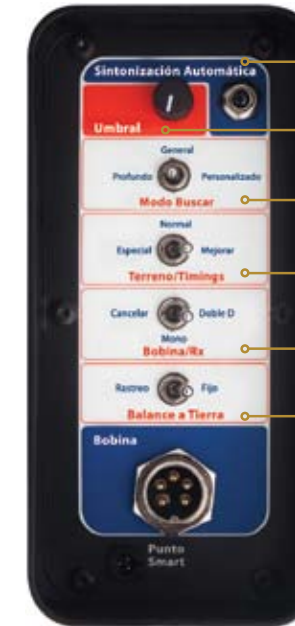 Sintonización Automática
Umbral
General
Profundo Personalizado
Modo Buscar
Normal
Especial Mejorar
Terreno/Timings
Cancelar Doble D
Mono
Bobina/Rx
Rastreo Fijo
Balance a Tierra
Bobina
Punto
Smart